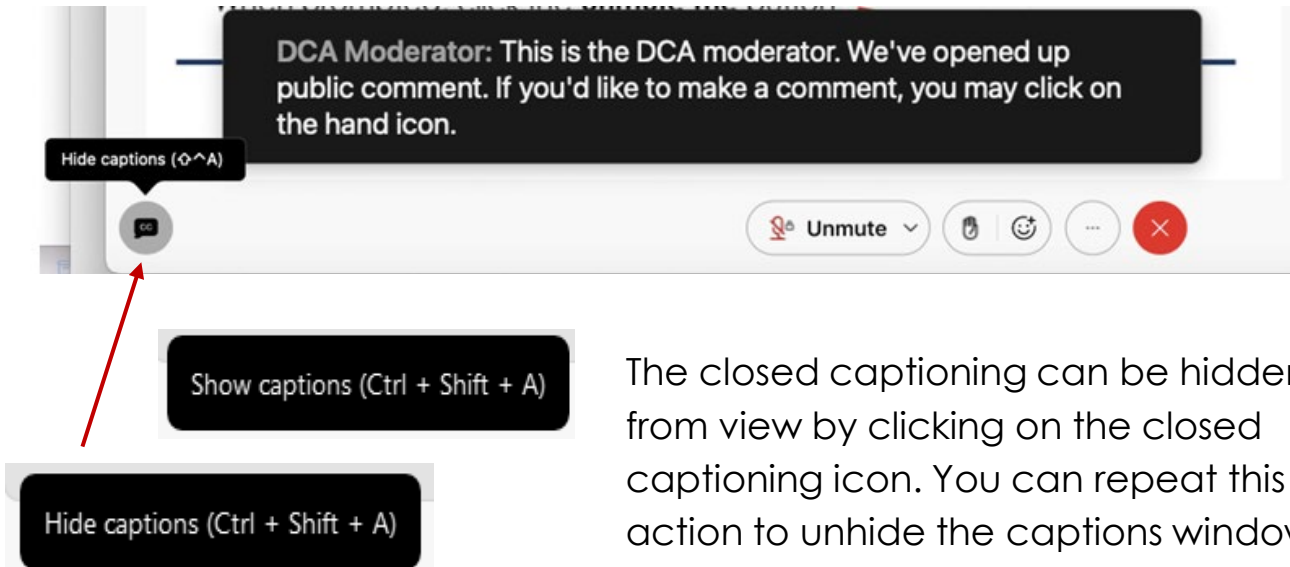 DCA Moderator: This is the DCA moderator. We've opened up
public comment. If you'd like to make a comment, you may click on
the hand icon.
Hide captions (⇧^A)
CC
Unmute
Show captions (Ctrl + Shift + A)
Hide captions (Ctrl + Shift + A)
The closed captioning can be hidden
from view by clicking on the closed
captioning icon. You can repeat this
action to unhide the captions window